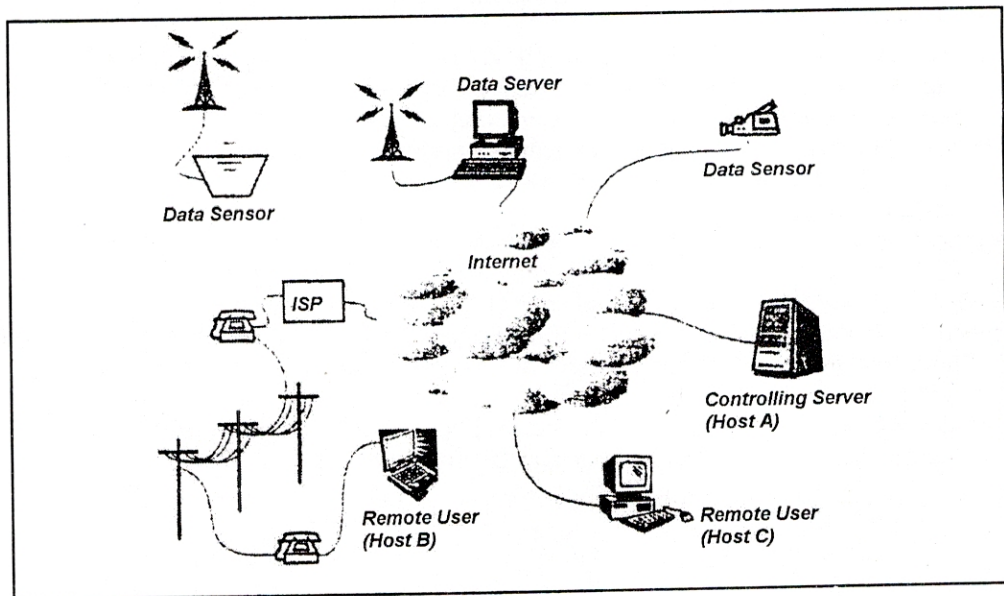 Data Server
Data Sensor
Data Sensor
Internet
ISP
Controlling Server
(Host A)
Remote User
(Host B)
Remote User
(Host C)